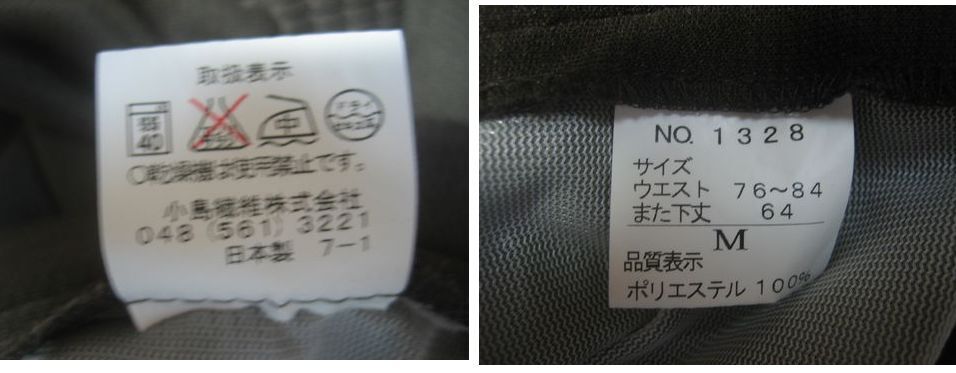 取扱表示
弱
40
中
ドライ
〇乾燥機は使用禁止です。
小島繊維株式会社
048(561)3221
日本製 7-1
NO. 1328
サイズ
ウエスト 76〜84
また下丈 64
M
品質表示
ポリエステル 100%